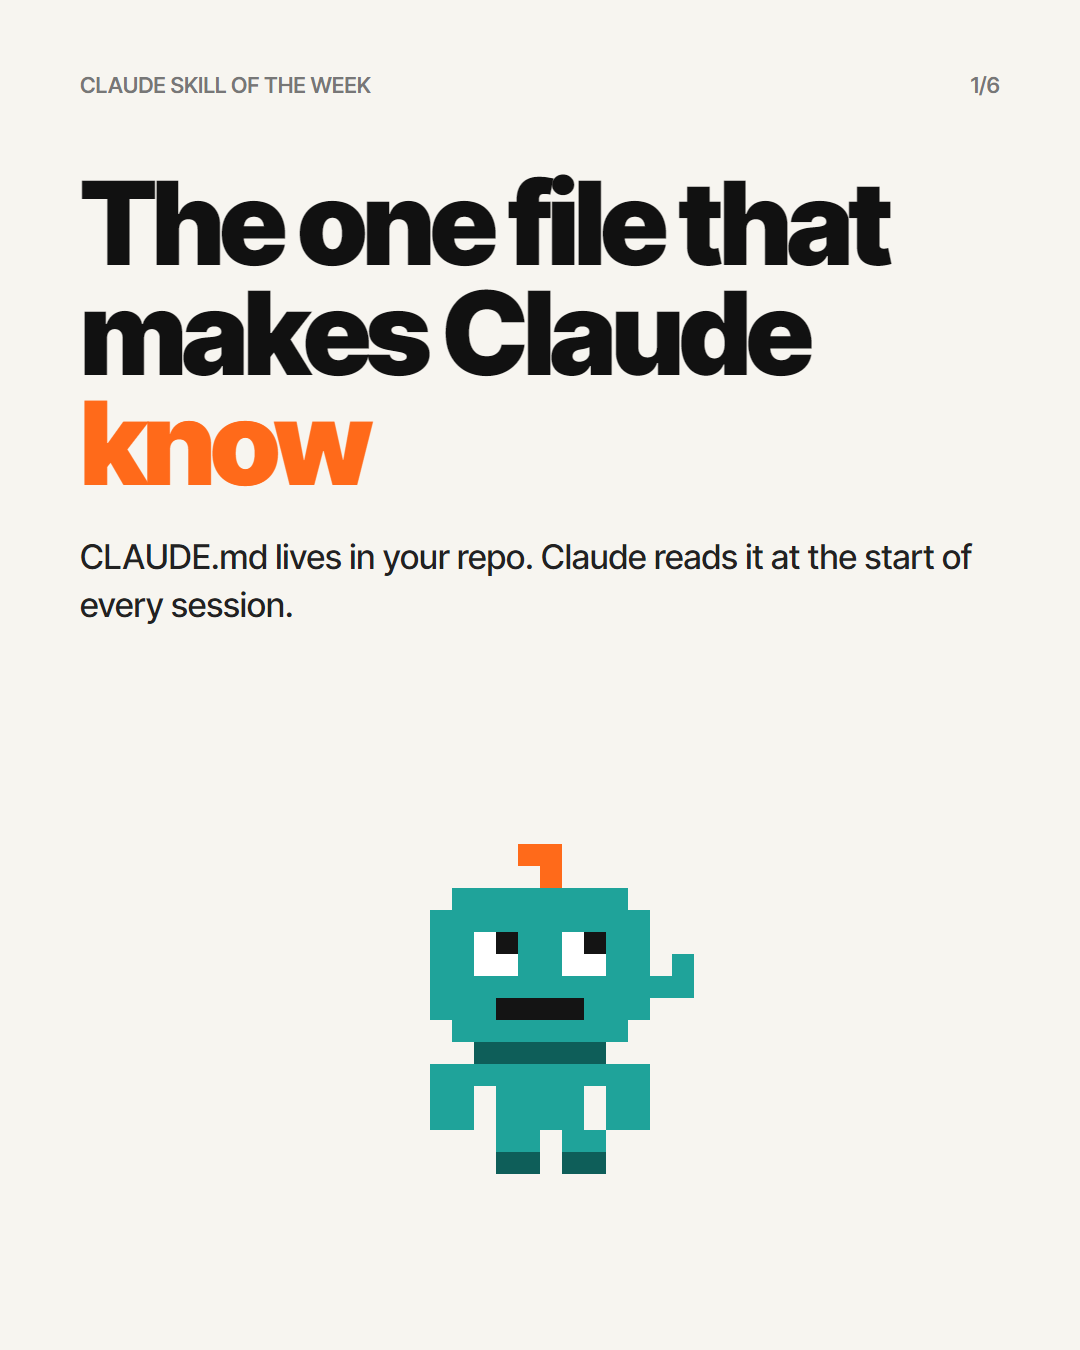 CLAUDE SKILL OF THE WEEK
1/6
The one file that
makes Claude
know
CLAUDE.md lives in your repo. Claude reads it at the start of
every session.